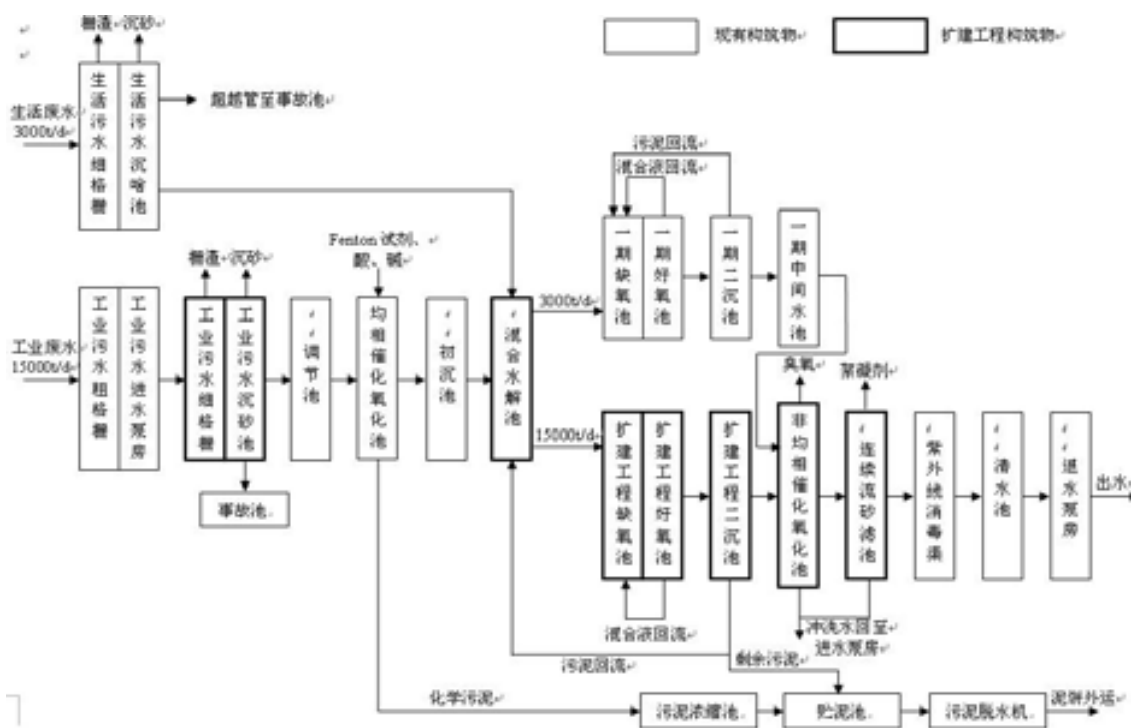 栅渣 沉砂
现有构筑物
扩建工程构筑物
生活废水
3000t/d
生活污水细格栅
生活污水沉啥池
超越管至事故池
污泥回流
混合液回流
一期缺氧池
一期好氧池
一期二沉池
一期中间水池
栅渣 沉砂
Fenton 试剂、
酸、碱
工业废水
15000t/d
工业污水粗格栅
工业污水进水泵房
工业污水细格栅
工业污水沉砂池
调节池
均相催化氧化池
初沉池
混合水解池
3000t/d
15000t/d
臭氧
絮凝剂
扩建工程缺氧池
扩建工程好氧池
扩建工程二沉池
非均相催化氧化池
连续流砂滤池
紫外线消毒渠
清水池
退水泵房
出水
事故池
混合液回流
冲洗水回至
进水泵房
污泥回流
剩余污泥
化学污泥
污泥浓缩池
贮泥池
污泥脱水机
泥饼外运